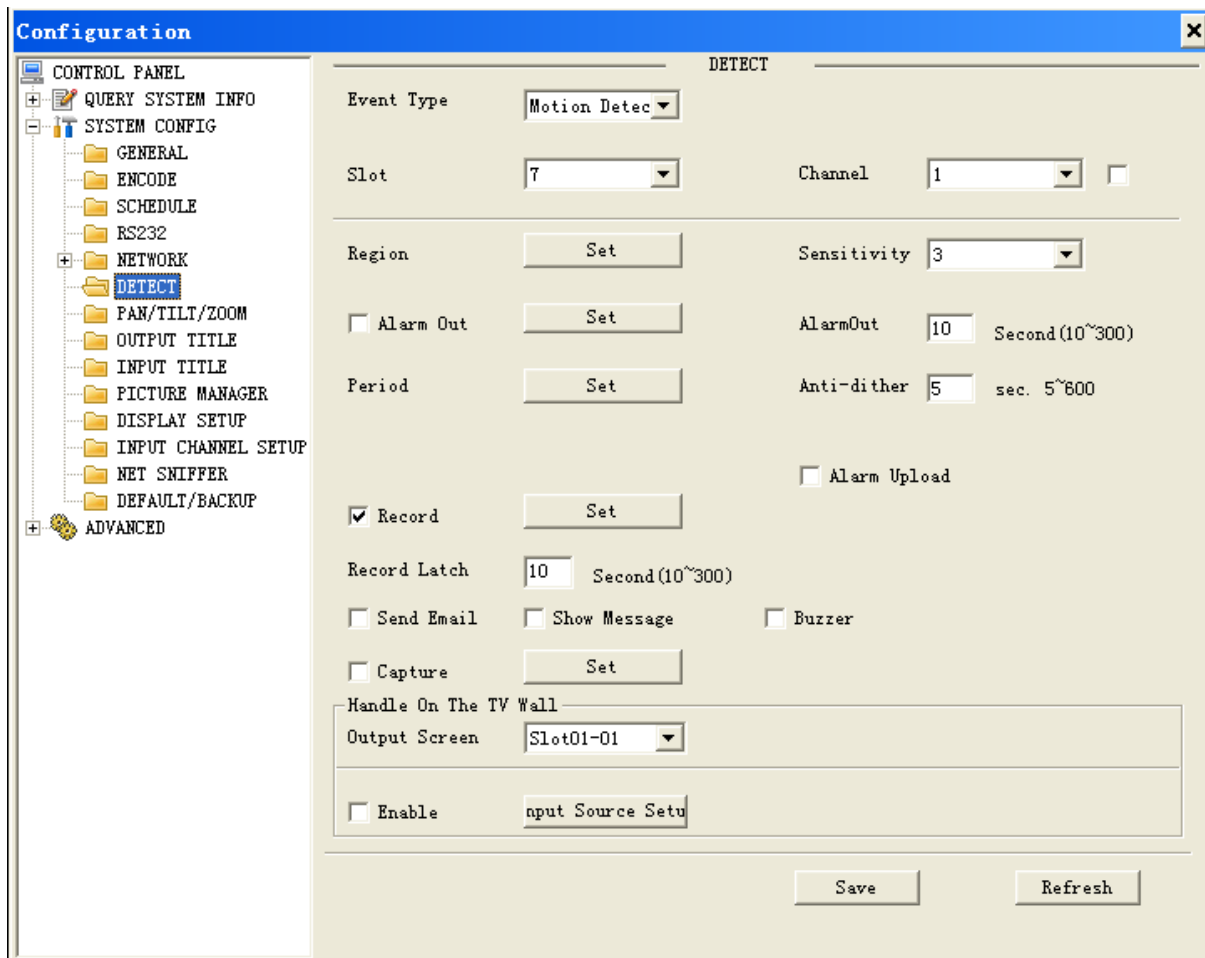 Configuration
CONTROL PANEL
QUERY SYSTEM INFO
SYSTEM CONFIG
GENERAL
ENCODE
SCHEDULE
RS232
NETWORK
DETECT
PAN/TILT/ZOOM
OUTPUT TITLE
INPUT TITLE
PICTURE MANAGER
DISPLAY SETUP
INPUT CHANNEL SETUP
NET SNIFFER
DEFAULT/BACKUP
ADVANCED
DETECT
Event Type Motion Detec
Slot 7 Channel 1
Region Set Sensitivity 3
Alarm Out Set AlarmOut 10 Second(10~300)
Period Set Anti-dither 5 sec. 5~600
Alarm Upload
Record Set
Record Latch 10 Second(10~300)
Send Email Show Message Buzzer
Capture Set
Handle On The TV Wall
Output Screen Slot01-01
Enable nput Source Setu
Save Refresh